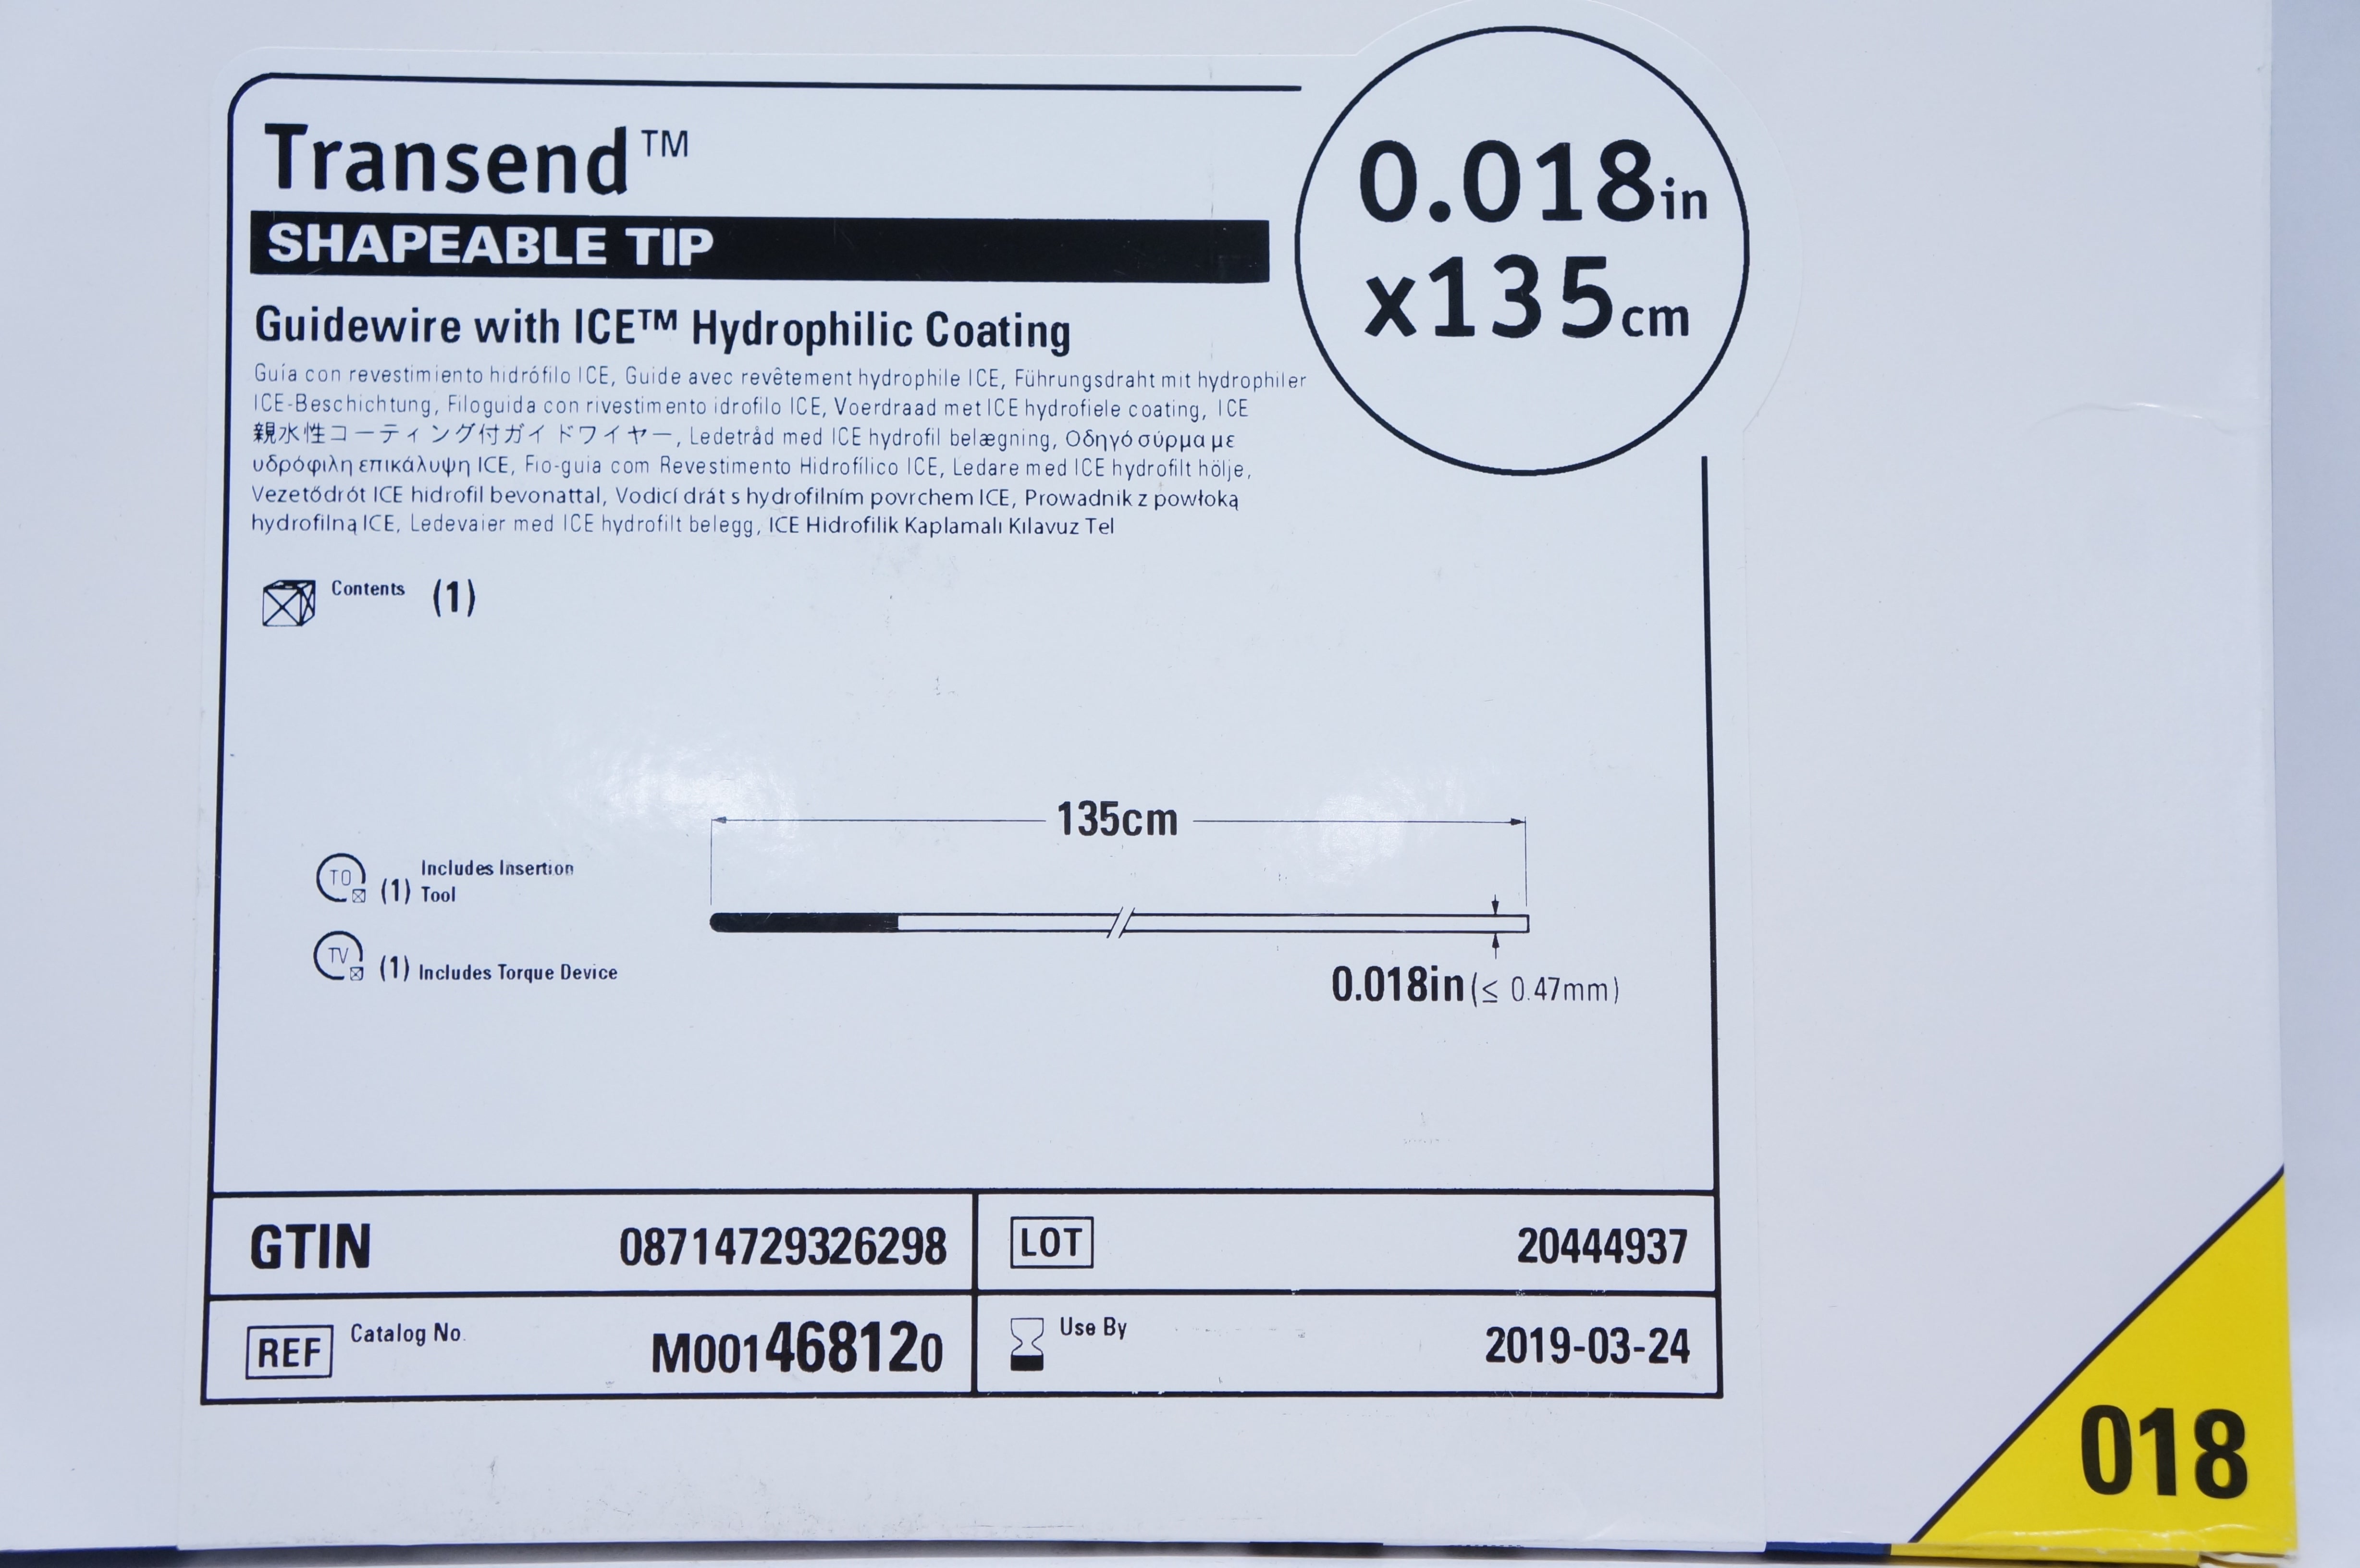 Transend™
SHAPEABLE TIP
Guidewire with ICE™ Hydrophilic Coating
Guía con revestimiento hidrófilo ICE, Guide avec revêtement hydrophile ICE, Führungsdraht mit hydrophiler
ICE-Beschichtung, Filoguida con rivestimento idrofilo ICE, Voerdraad met ICE hydrofiele coating, ICE
親水性コーティング付ガイドワイヤー, Ledetråd med ICE hydrofil belægning, Οδηγό σύρμα με
υδρόφιλη επικάλυψη ICE, Fio-guia com Revestimento Hidrofílico ICE, Ledare med ICE hydrofilt hölje,
Vezetődrót ICE hidrofil bevonattal, Vodicí drát s hydrofilním povrchem ICE, Prowadnik z powłoką
hydrofilną ICE, Ledevaier med ICE hydrofilt belegg, ICE Hidrofilik Kaplamalı Kılavuz Tel
0.018in
x135cm
Contents (1)
135cm
TO (1) Includes Insertion
Tool
TV (1) Includes Torque Device
0.018in (≤ 0.47mm)
GTIN 08714729326298
LOT 20444937
REF Catalog No. M001468120
Use By 2019-03-24
018